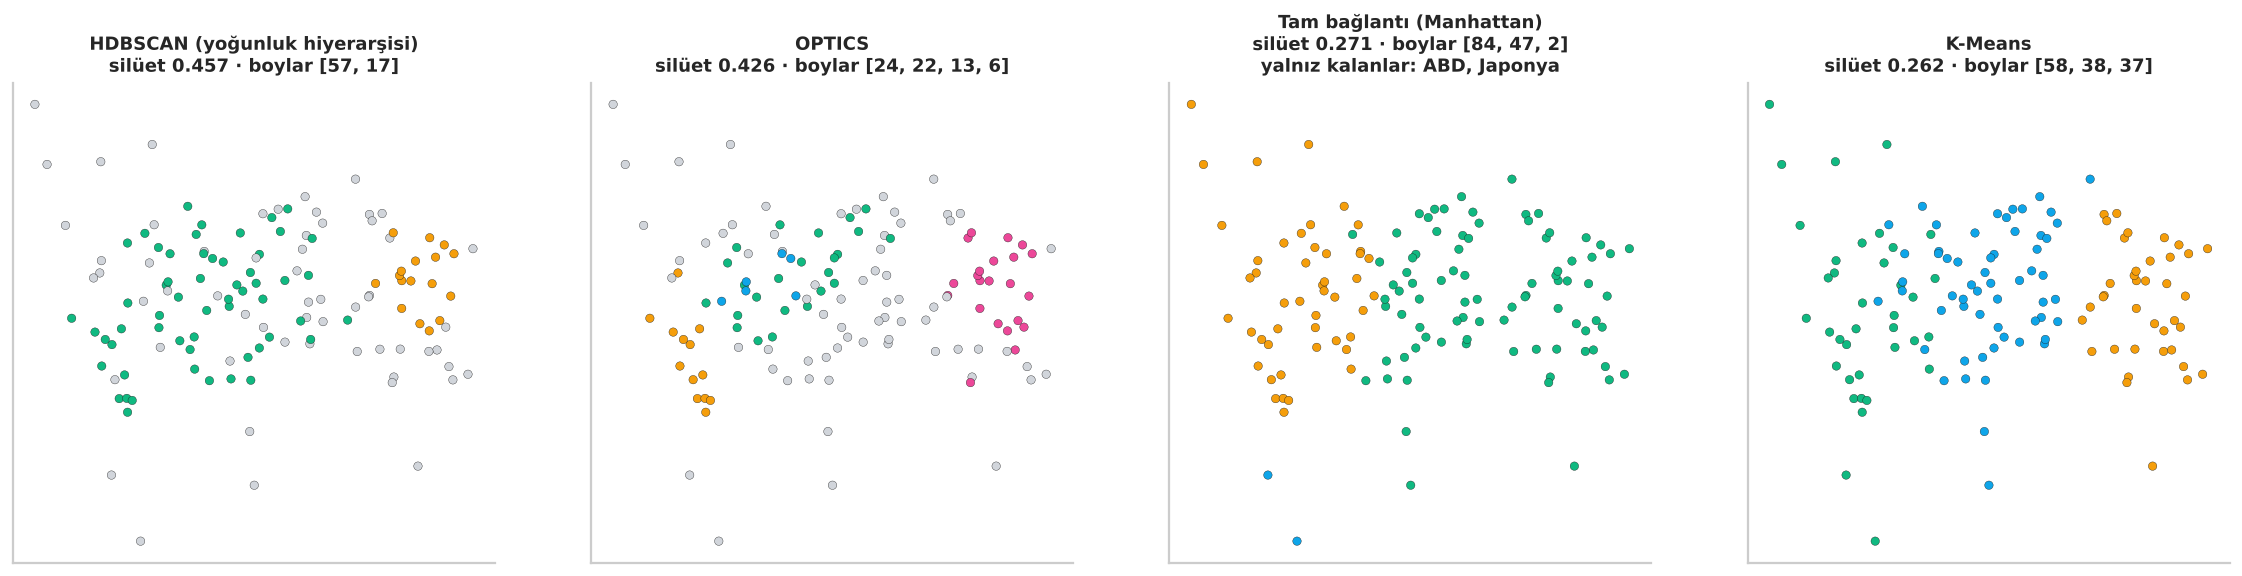 HDBSCAN (yoğunluk hiyerarşisi)
silüet 0.457 · boylar [57, 17]
OPTICS
silüet 0.426 · boylar [24, 22, 13, 6]
Tam bağlantı (Manhattan)
silüet 0.271 · boylar [84, 47, 2]
yalnız kalanlar: ABD, Japonya
K-Means
silüet 0.262 · boylar [58, 38, 37]